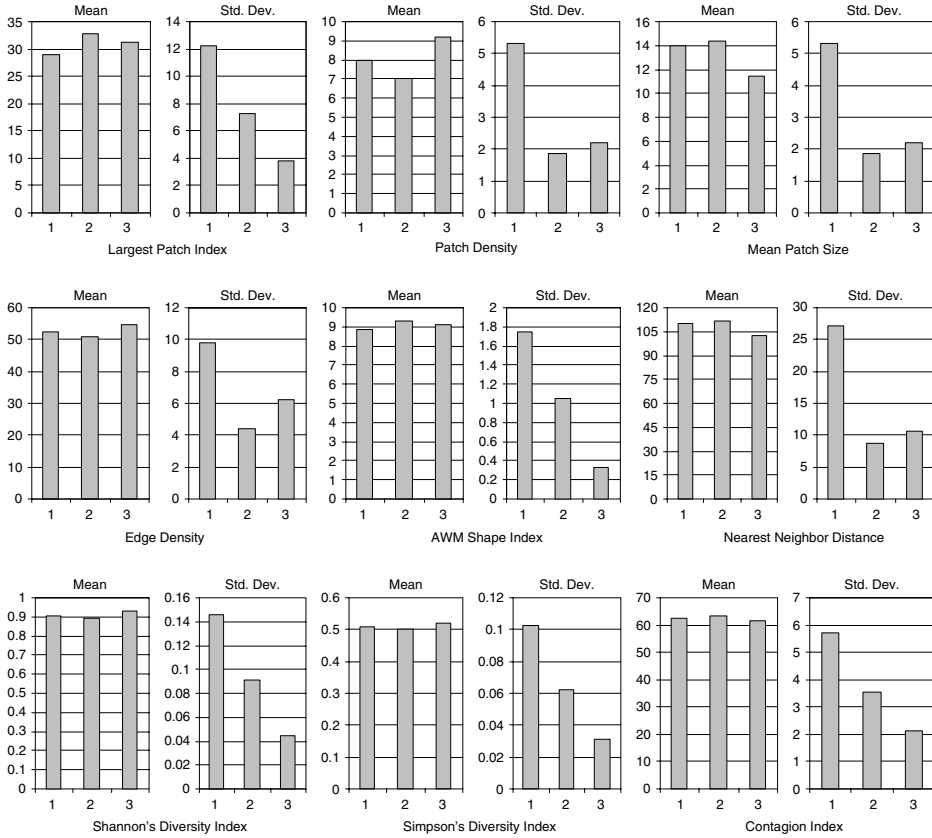 Mean Std. Dev. Mean Std. Dev. Mean Std. Dev.
35 12 14 10 6 18 6
30 12 9 5 16 5
25 10 8 14
20 8 7 4 12 4
15 6 6 3 10 3
10 4 5 8
5 2 4 2 6 2
0 0 3 1 4 1
2 2
1 0 0
0 0
1 2 3 1 2 3 1 2 3 1 2 3 1 2 3 1 2 3
Largest Patch Index Patch Density Mean Patch Size
Mean Std. Dev. Mean Std. Dev. Mean Std. Dev.
60 12 10 2 120 30
50 10 9 1.8 105 25
40 8 8 1.6 90 20
30 6 7 1.4 75 15
20 4 6 1.2 60 10
10 2 5 1 45 5
0 0 4 0.8 30 0
3 0.6 15
2 0.4 0
1 0.2
0 0
1 2 3 1 2 3 1 2 3 1 2 3 1 2 3 1 2 3
Edge Density AWM Shape Index Nearest Neighbor Distance
Mean Std. Dev. Mean Std. Dev. Mean Std. Dev.
1 0.16 0.6 0.12 70 7
0.9 0.14 0.5 0.1 60 6
0.8 0.12 0.4 0.08 50 5
0.7 0.1 0.3 0.06 40 4
0.6 0.08 0.2 0.04 30 3
0.5 0.06 0.1 0.02 20 2
0.4 0.04 0 0 10 1
0.3 0.02 0 0
0.2 0.00
0.1
0
1 2 3 1 2 3 1 2 3 1 2 3 1 2 3 1 2 3
Shannon's Diversity Index Simpson's Diversity Index Contagion Index